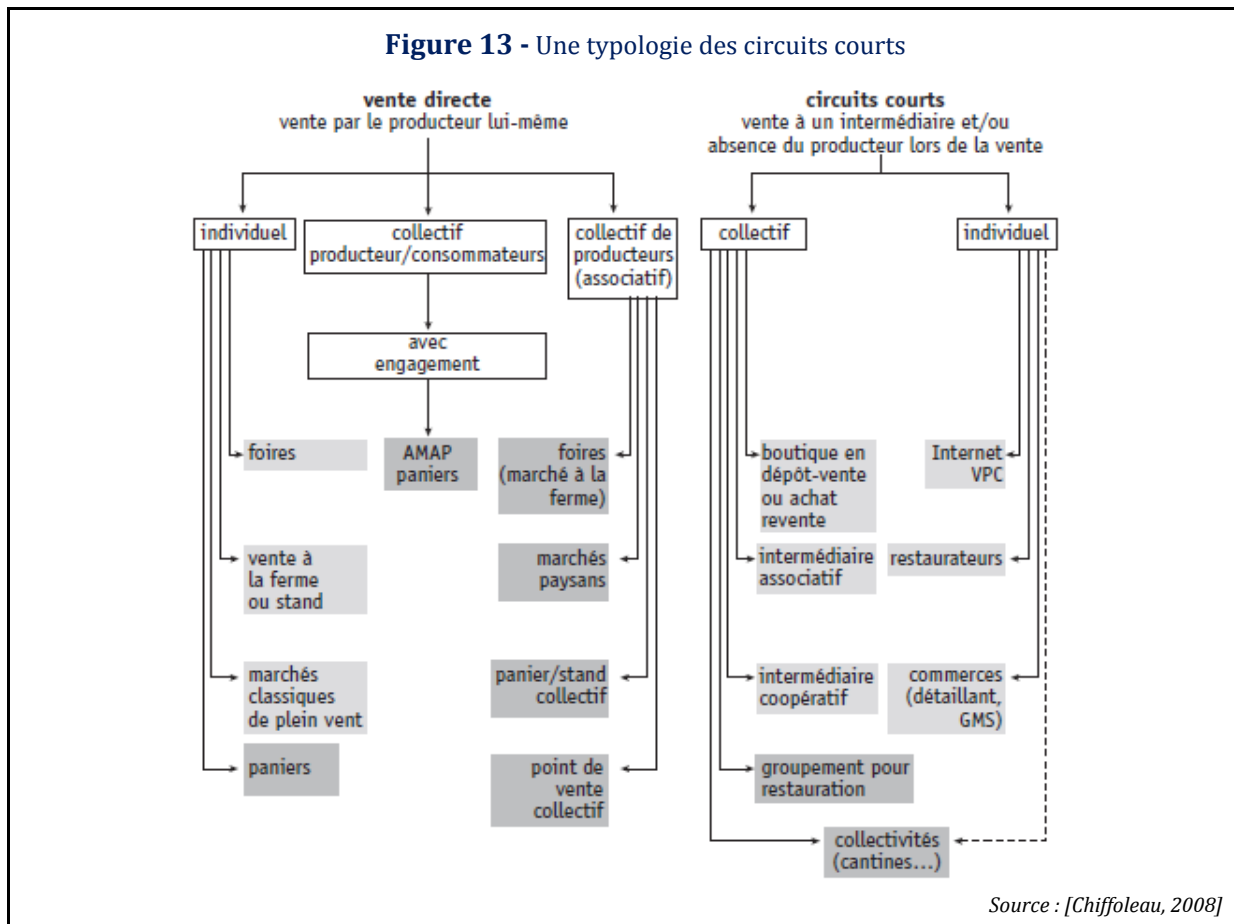 Figure 13 - Une typologie des circuits courts
vente directe
vente par le producteur lui-même
circuits courts
vente à un intermédiaire et/ou
absence du producteur lors de la vente
individuel
collectif
producteur/consommateurs
collectif de
producteurs
(associatif)
collectif
individuel
avec
engagement
foires
AMAP
paniers
foires
(marché à la
ferme)
boutique en
dépôt-vente
ou achat
revente
Internet
VPC
vente à
la ferme
ou stand
marchés
paysans
intermédiaire
associatif
restaurateurs
marchés
classiques
de plein vent
panier/stand
collectif
intermédiaire
coopératif
commerces
(détaillant,
GMS)
paniers
point de
vente
collectif
groupement pour
restauration
collectivités
(cantines...)
Source : [Chiffoleau, 2008]